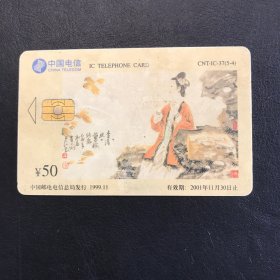 中国电信
CHINA TELECOM
IC TELEPHONE CARD
CNT-IC-37(5-4)
¥50
中国邮电电信总局发行 1999.11
有效期：2001年11月30日止